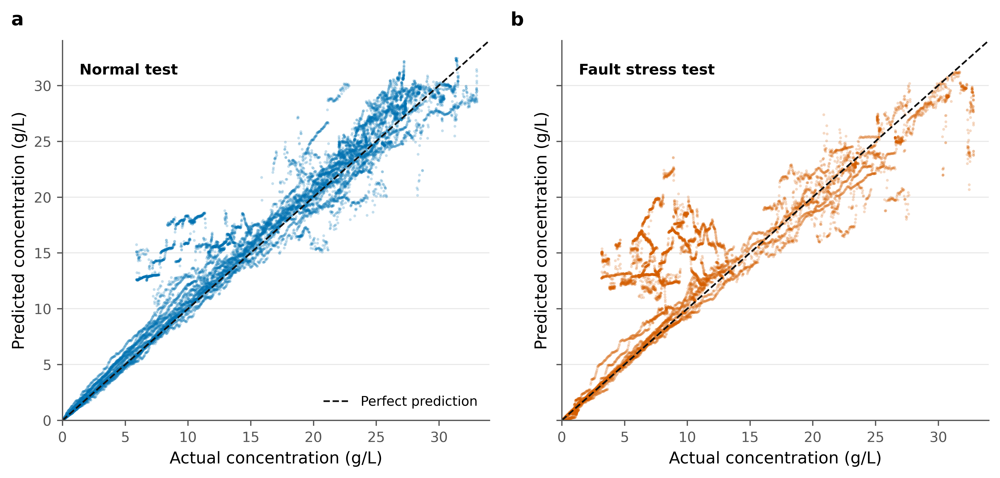 a
Normal test
Predicted concentration (g/L)
30
25
20
15
10
5
0
Perfect prediction
0 5 10 15 20 25 30
Actual concentration (g/L)
b
Fault stress test
Predicted concentration (g/L)
0 5 10 15 20 25 30
Actual concentration (g/L)